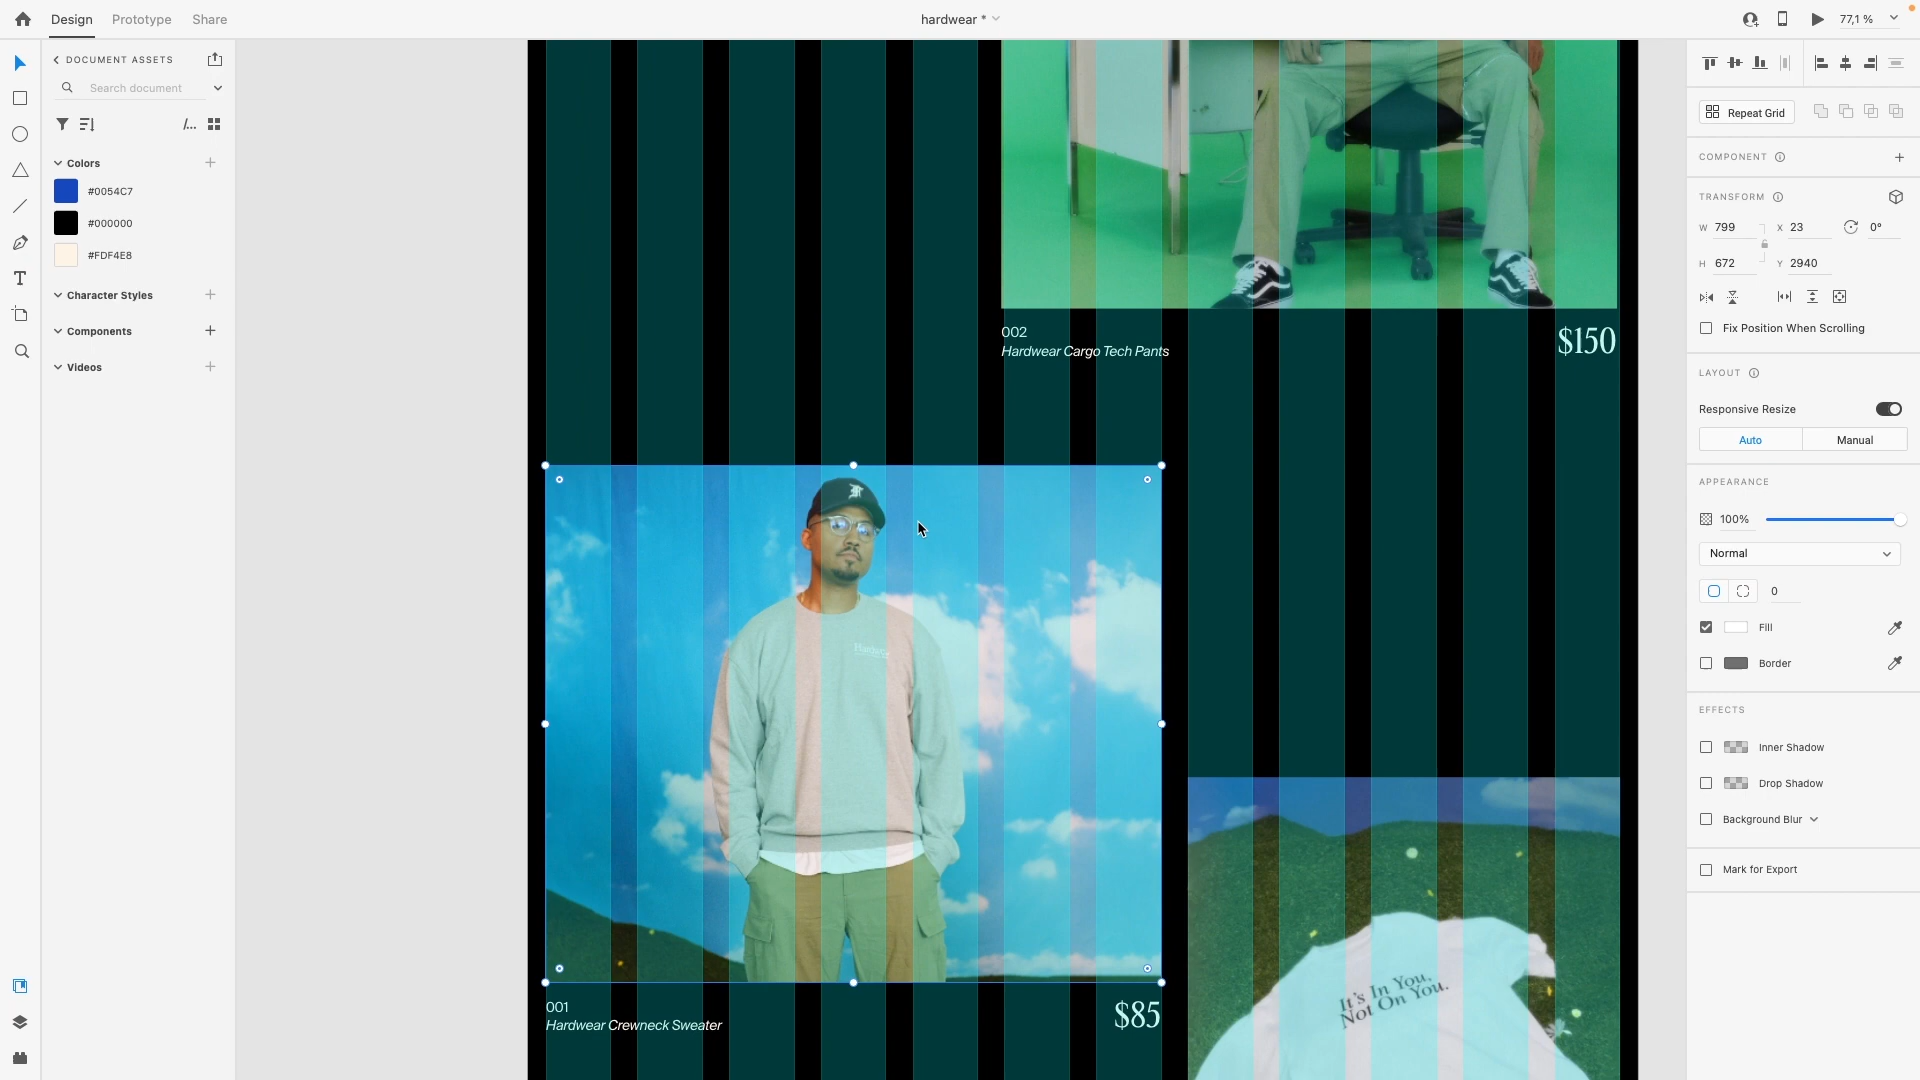 Design
Prototype
Share
hardwear *
77,1 %
DOCUMENT ASSETS
Search document
/...
Colors
#0054C7
#000000
#FDF4E8
Character Styles
Components
Videos
002
Hardwear Cargo Tech Pants
$150
Hardwear
It's In You.
Not On You.
001
Hardwear Crewneck Sweater
$85
Repeat Grid
COMPONENT
TRANSFORM
W 799
X 23
0°
H 672
Y 2940
Fix Position When Scrolling
LAYOUT
Responsive Resize
Auto
Manual
APPEARANCE
100%
Normal
0
Fill
Border
EFFECTS
Inner Shadow
Drop Shadow
Background Blur
Mark for Export